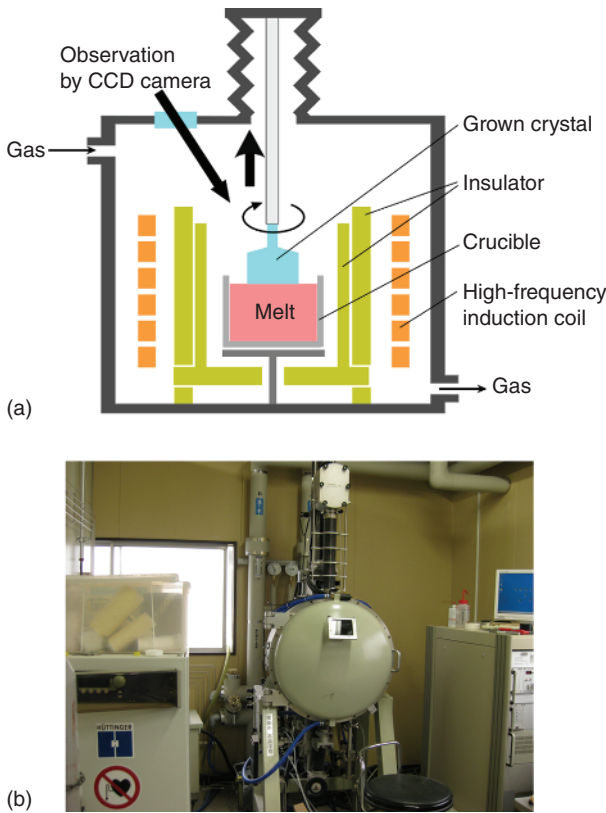 Observation
by CCD camera
Gas
Grown crystal
Insulator
Crucible
Melt
High-frequency
induction coil
Gas
(a)
HÜTTINGER
(b)